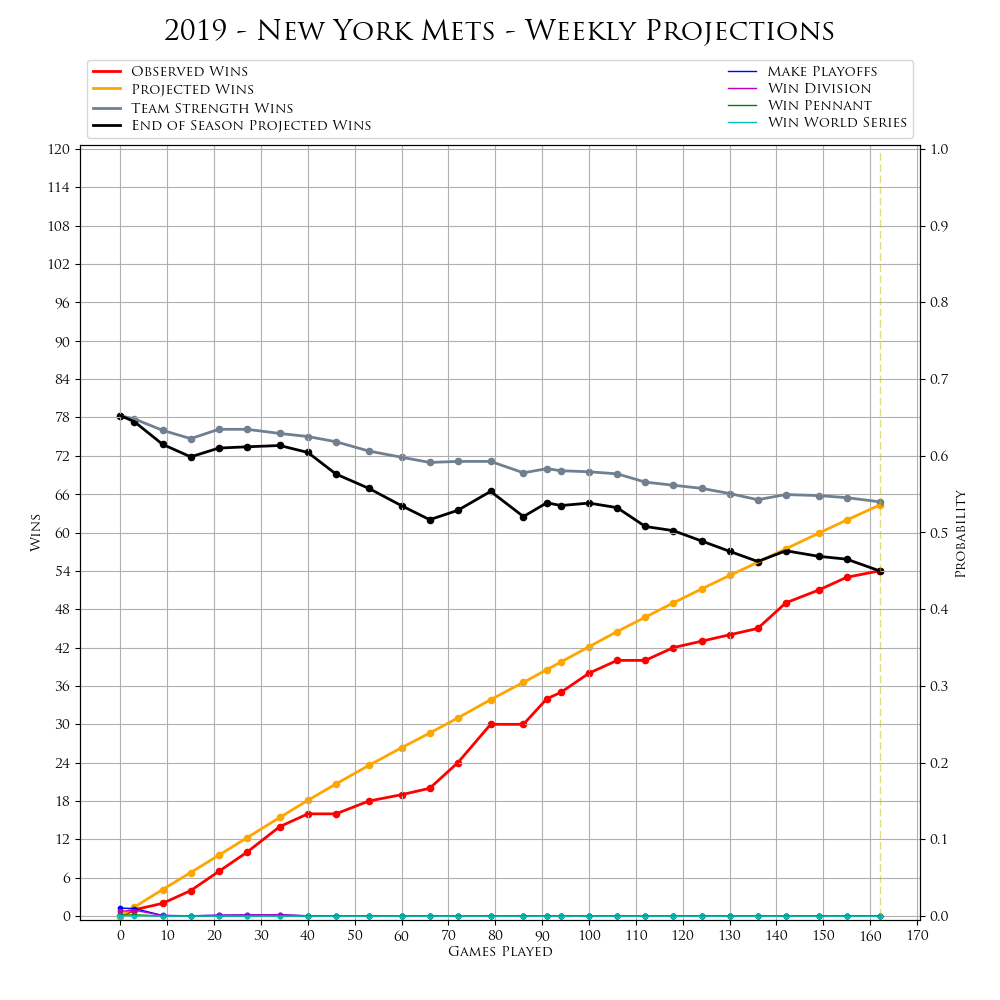 2019 - New York Mets - Weekly Projections
Observed Wins
Projected Wins
Team Strength Wins
End of Season Projected Wins
Make Playoffs
Win Division
Win Pennant
Win World Series
120
114
108
102
96
90
84
78
72
66
60
54
48
42
36
30
24
18
12
6
0
Wins
1.0
0.9
0.8
0.7
0.6
0.5
0.4
0.3
0.2
0.1
0.0
Probability
0 10 20 30 40 50 60 70 80 90 100 110 120 130 140 150 160 170
Games Played